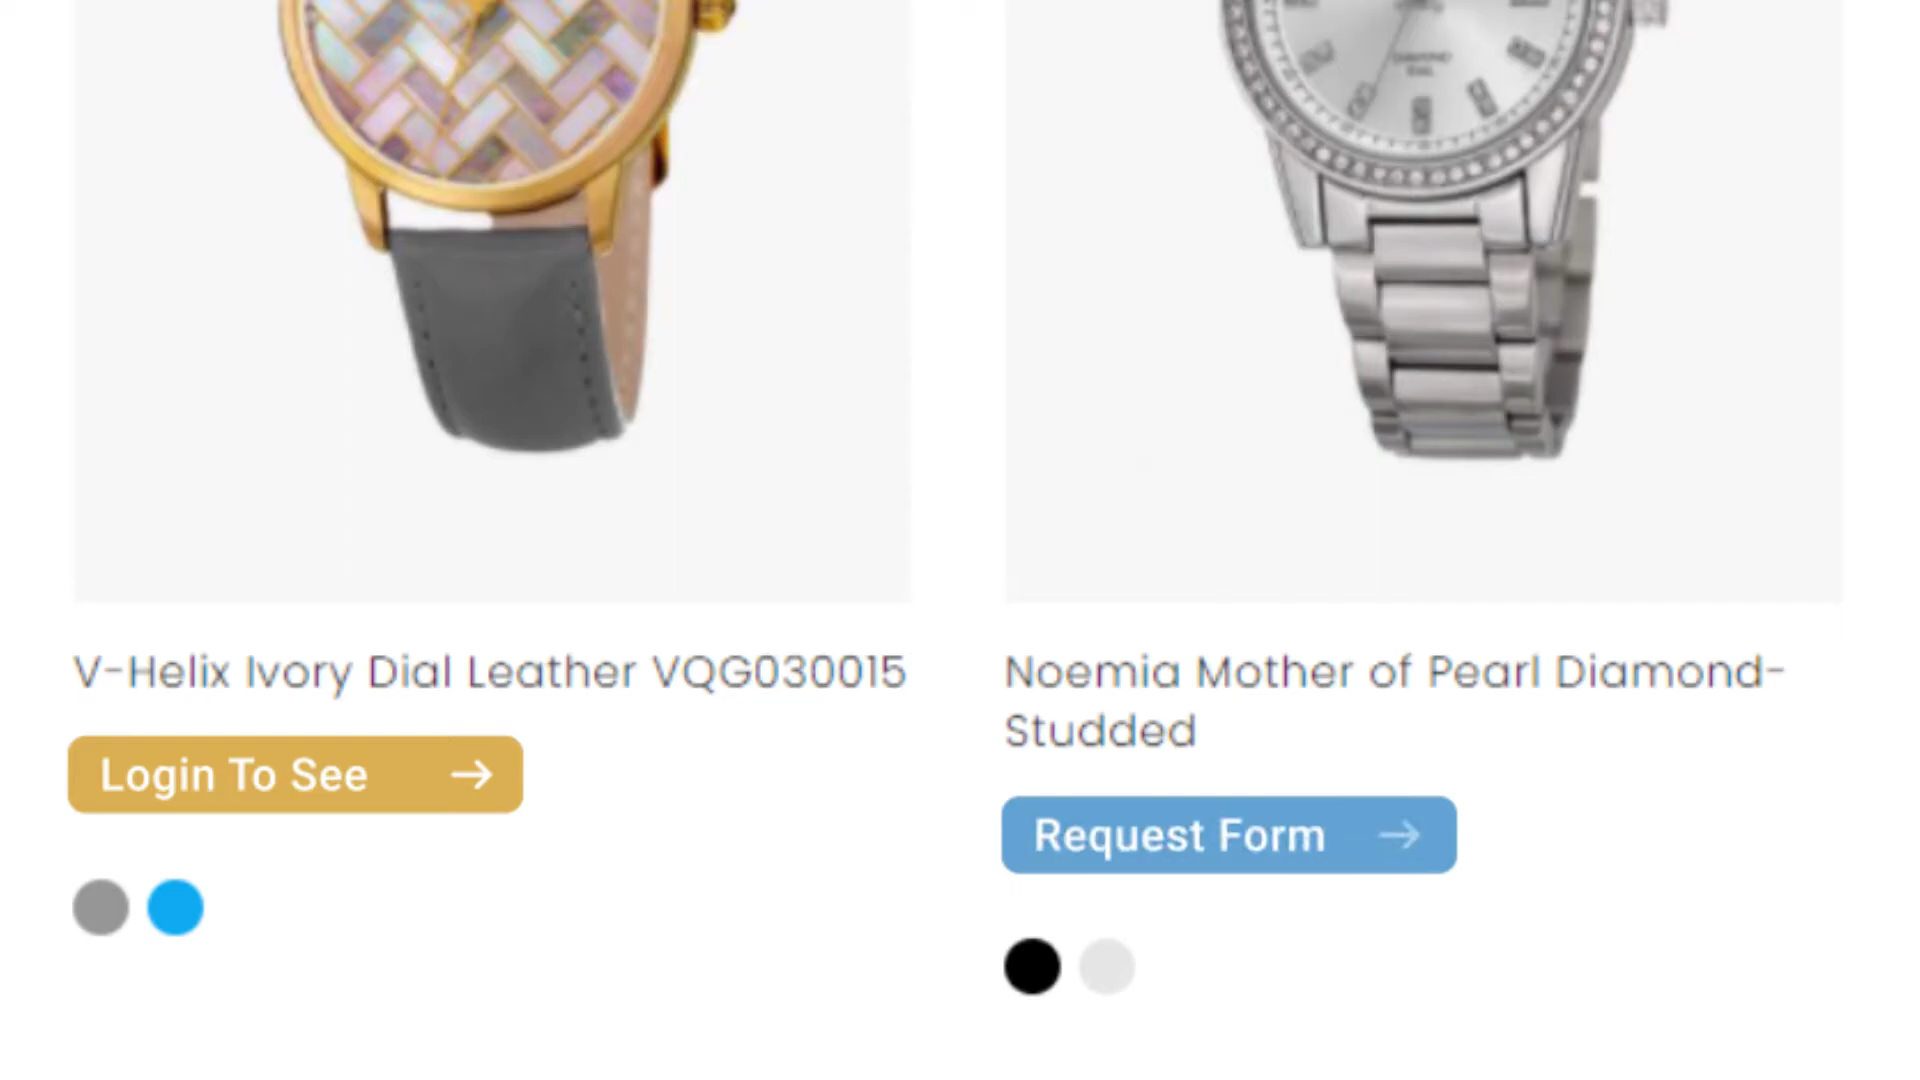 V-Helix Ivory Dial Leather VQG030015
Login To See
Noemia Mother of Pearl Diamond-
Studded
Request Form